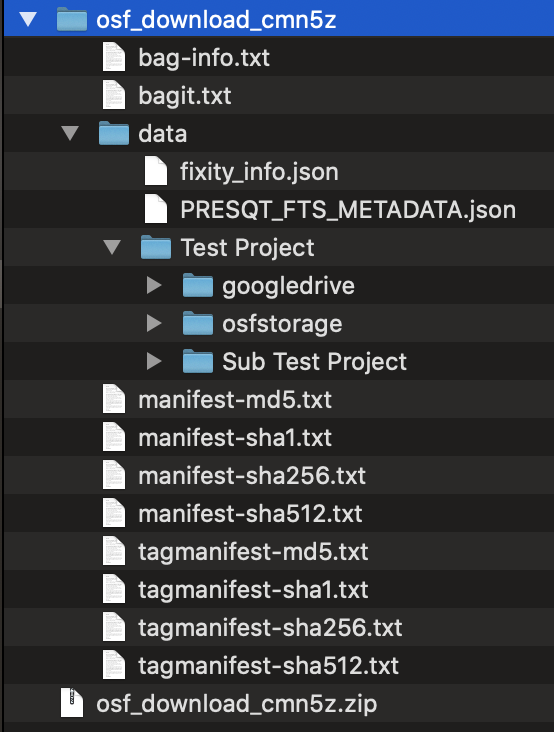 osf_download_cmn5z
bag-info.txt
bagit.txt
data
fixity_info.json
PRESQT_FTS_METADATA.json
Test Project
googledrive
osfstorage
Sub Test Project
manifest-md5.txt
manifest-sha1.txt
manifest-sha256.txt
manifest-sha512.txt
tagmanifest-md5.txt
tagmanifest-sha1.txt
tagmanifest-sha256.txt
tagmanifest-sha512.txt
osf_download_cmn5z.zip